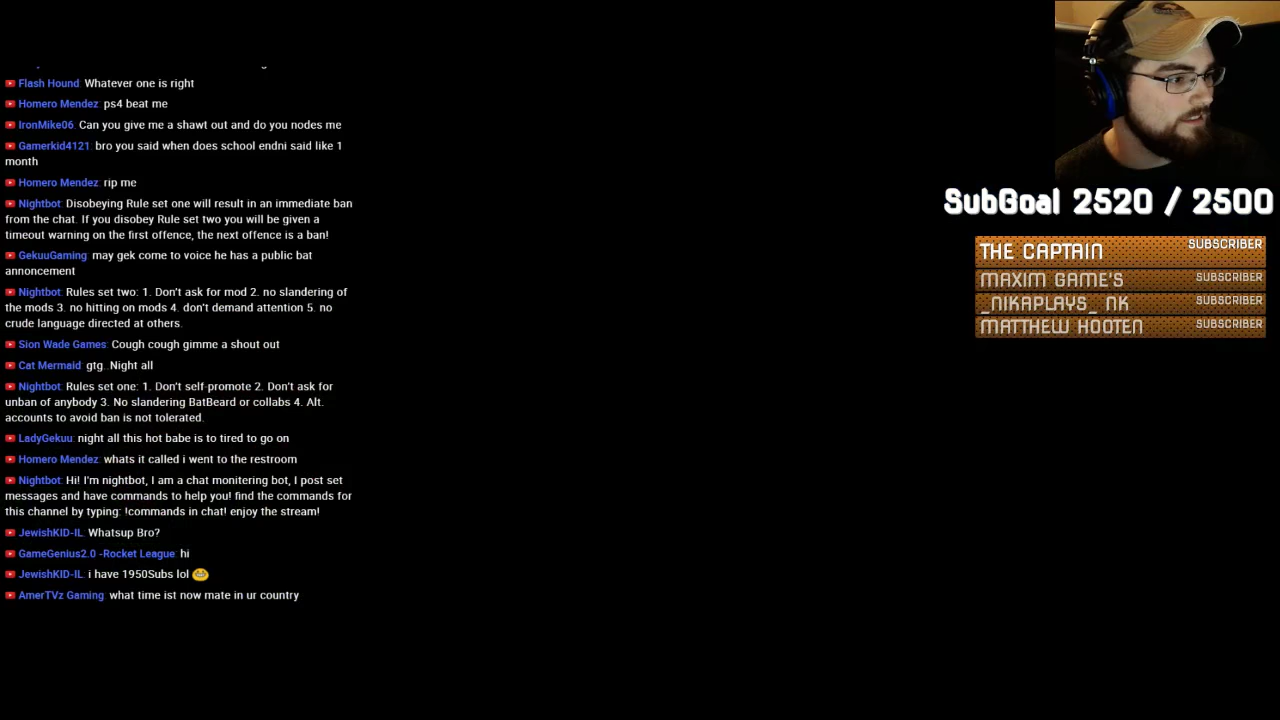 Flash Hound: Whatever one is right
Homero Mendez: ps4 beat me
IronMike06: Can you give me a shawt out and do you nodes me
Gamerkid4121: bro you said when does school endni said like 1
month
Homero Mendez: rip me
Nightbot: Disobeying Rule set one will result in an immediate ban
from the chat. If you disobey Rule set two you will be given a
timeout warning on the first offence, the next offence is a ban!
GekuuGaming: may gek come to voice he has a public bat
annoncement
Nightbot: Rules set two: 1. Don't ask for mod 2. no slandering of
the mods 3. no hitting on mods 4. don't demand attention 5. no
crude language directed at others.
Sion Wade Games: Cough cough gimme a shout out
Cat Mermaid: gtg..Night all
Nightbot: Rules set one: 1. Don't self-promote 2. Don't ask for
unban of anybody 3. No slandering BatBeard or collabs 4. Alt.
accounts to avoid ban is not tolerated.
LadyGekuu: night all this hot babe is to tired to go on
Homero Mendez: whats it called i went to the restroom
Nightbot: Hi! I'm nightbot, I am a chat monitering bot, I post set
messages and have commands to help you! find the commands for
this channel by typing: !commands in chat! enjoy the stream!
JewishKID-IL: Whatsup Bro?
GameGenius2.0 -Rocket League: hi
JewishKID-IL: i have 1950Subs lol
AmerTVz Gaming: what time ist now mate in ur country
SubGoal 2520 / 2500
THE CAPTAIN SUBSCRIBER
MAXIM GAME'S SUBSCRIBER
_NIKAPLAYS_ NK SUBSCRIBER
MATTHEW HOOTEN SUBSCRIBER